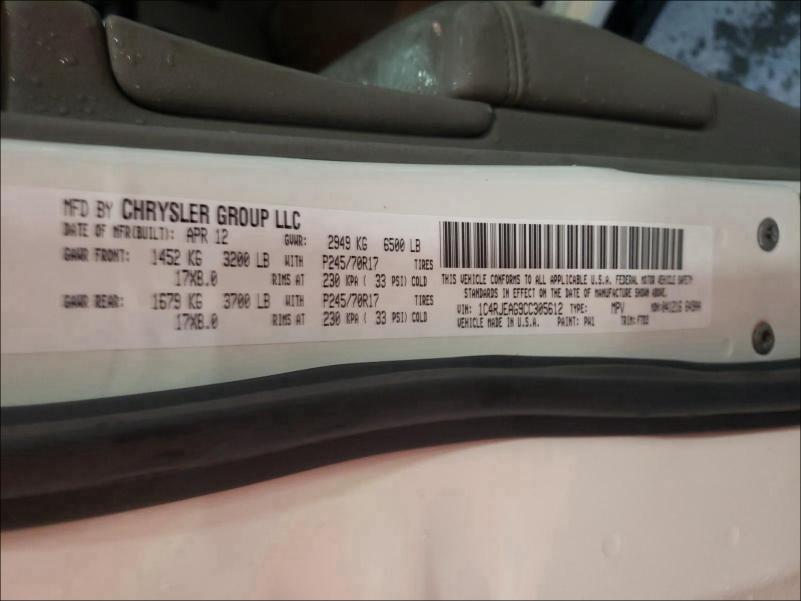 MFD BY CHRYSLER GROUP LLC
DATE OF MFR(BUILT): APR 12 GVWR: 2949 KG 6500 LB
GAWR FRONT: 1452 KG 3200 LB WITH P245/70R17 TIRES
17X8.0 RIMS AT 230 KPA ( 33 PSI) COLD
GAWR REAR: 1679 KG 3700 LB WITH P245/70R17 TIRES
17X8.0 RIMS AT 230 KPA ( 33 PSI) COLD
THIS VEHICLE CONFORMS TO ALL APPLICABLE U.S.A. FEDERAL MOTOR VEHICLE SAFETY
STANDARDS IN EFFECT ON THE DATE OF MANUFACTURE SHOWN ABOVE.
VIN: 1C4RJEAG9CC305612 TYPE: MPV
VEHICLE MADE IN U.S.A. PAINT: PW1 TRIM: